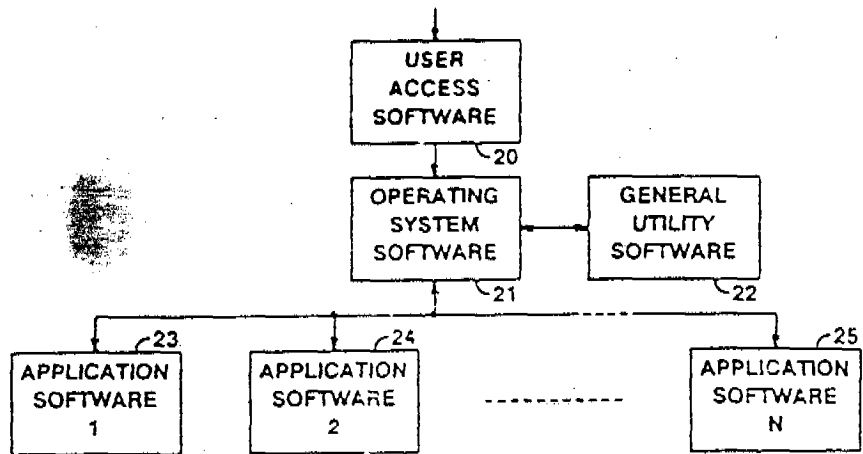 USER
ACCESS
SOFTWARE
20
OPERATING
SYSTEM
SOFTWARE
21
GENERAL
UTILITY
SOFTWARE
22
23
APPLICATION
SOFTWARE
1
24
APPLICATION
SOFTWARE
2
25
APPLICATION
SOFTWARE
N